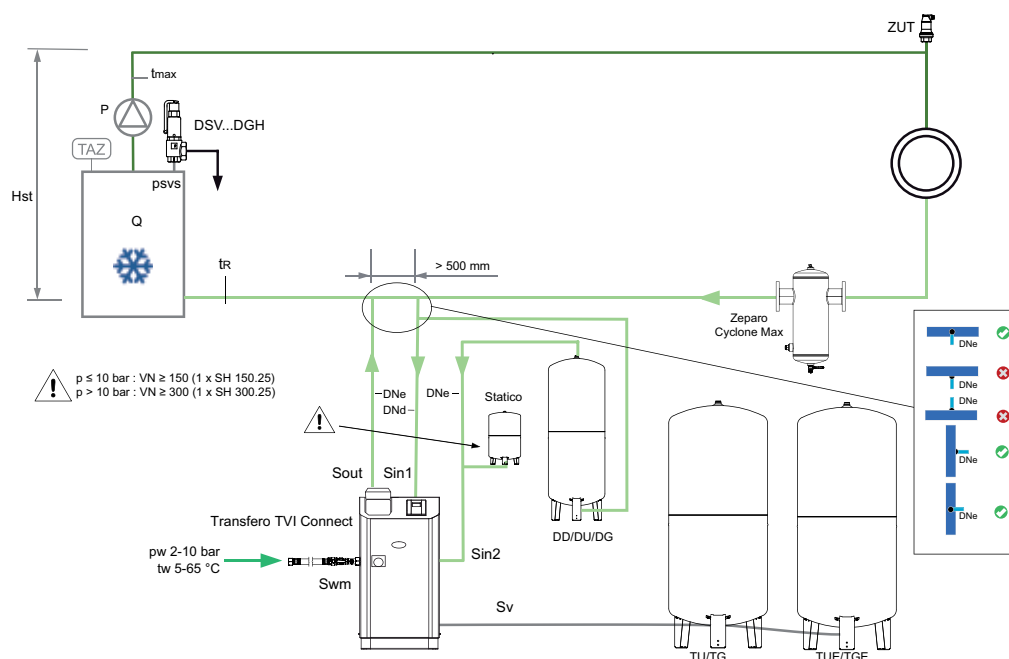 ZUT
tmax
P
DSV...DGH
TAZ
psvs
Hst
Q
tR
> 500 mm
Zeparo
Cyclone Max
DNe
DNe
DNe
DNe
DNe
p ≤ 10 bar : VN ≥ 150 (1 x SH 150.25)
p > 10 bar : VN ≥ 300 (1 x SH 300.25)
DNe
DNd
DNe
Statico
Sout
Sin1
Transfero TVI Connect
DD/DU/DG
pw 2-10 bar
tw 5-65 °C
Swm
Sin2
Sv
TU/TG
TUE/TGE